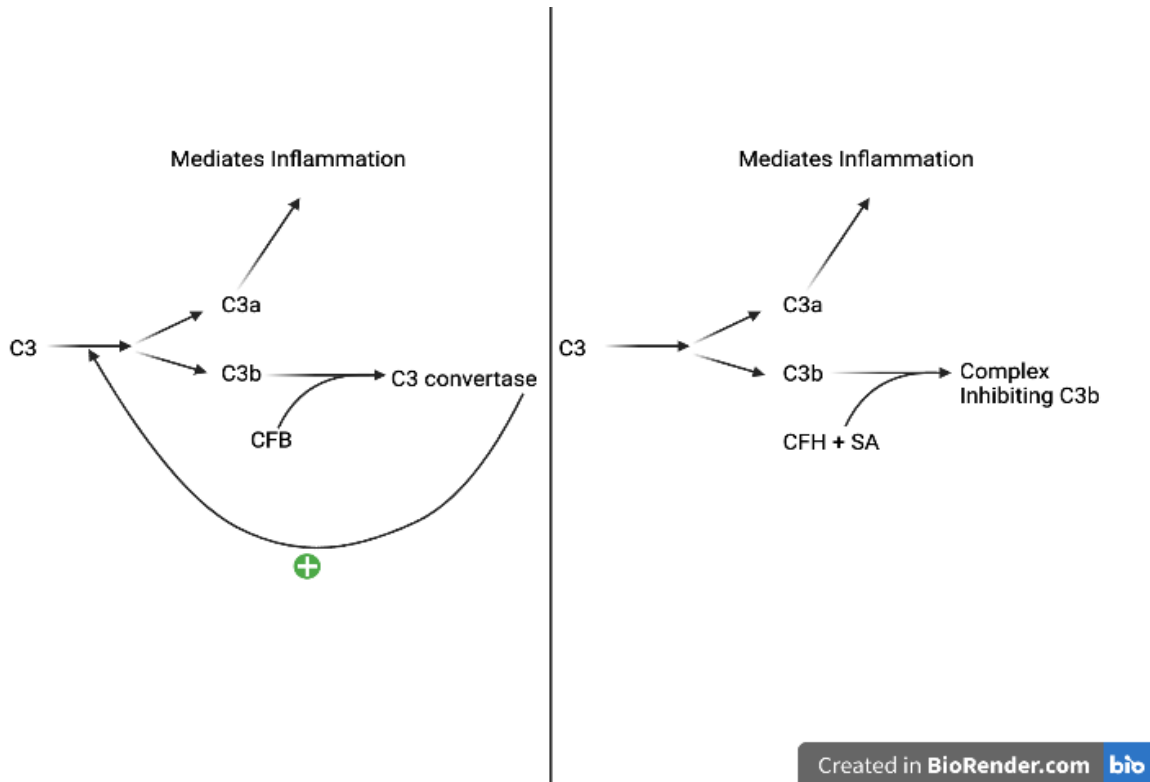 Mediates Inflammation
C3a
C3
C3b
C3 convertase
CFB
Mediates Inflammation
C3a
C3
C3b
Complex
Inhibiting C3b
CFH + SA
Created in BioRender.com bio